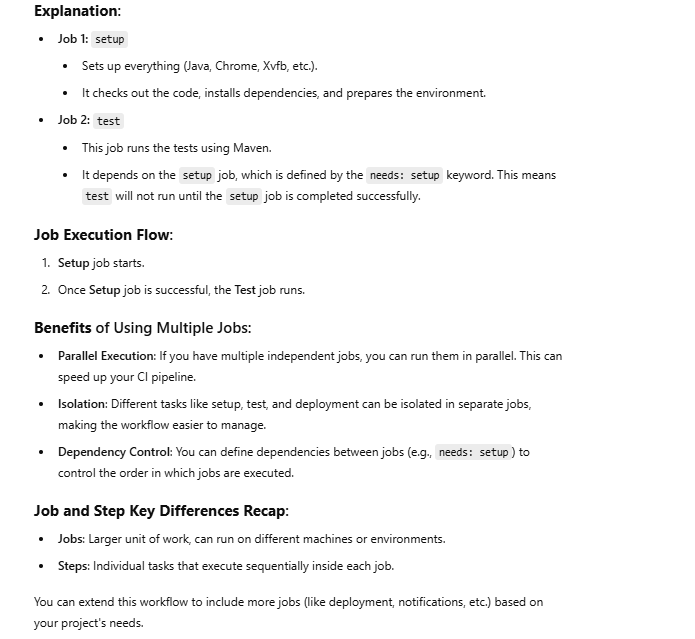 Explanation:
Job 1: setup
Sets up everything (Java, Chrome, Xvfb, etc.).
It checks out the code, installs dependencies, and prepares the environment.
Job 2: test
This job runs the tests using Maven.
It depends on the setup job, which is defined by the needs: setup keyword. This means
test will not run until the setup job is completed successfully.
Job Execution Flow:
1. Setup job starts.
2. Once Setup job is successful, the Test job runs.
Benefits of Using Multiple Jobs:
Parallel Execution: If you have multiple independent jobs, you can run them in parallel. This can
speed up your CI pipeline.
Isolation: Different tasks like setup, test, and deployment can be isolated in separate jobs,
making the workflow easier to manage.
Dependency Control: You can define dependencies between jobs (e.g., needs: setup) to
control the order in which jobs are executed.
Job and Step Key Differences Recap:
Jobs: Larger unit of work, can run on different machines or environments.
Steps: Individual tasks that execute sequentially inside each job.
You can extend this workflow to include more jobs (like deployment, notifications, etc.) based on
your project's needs.